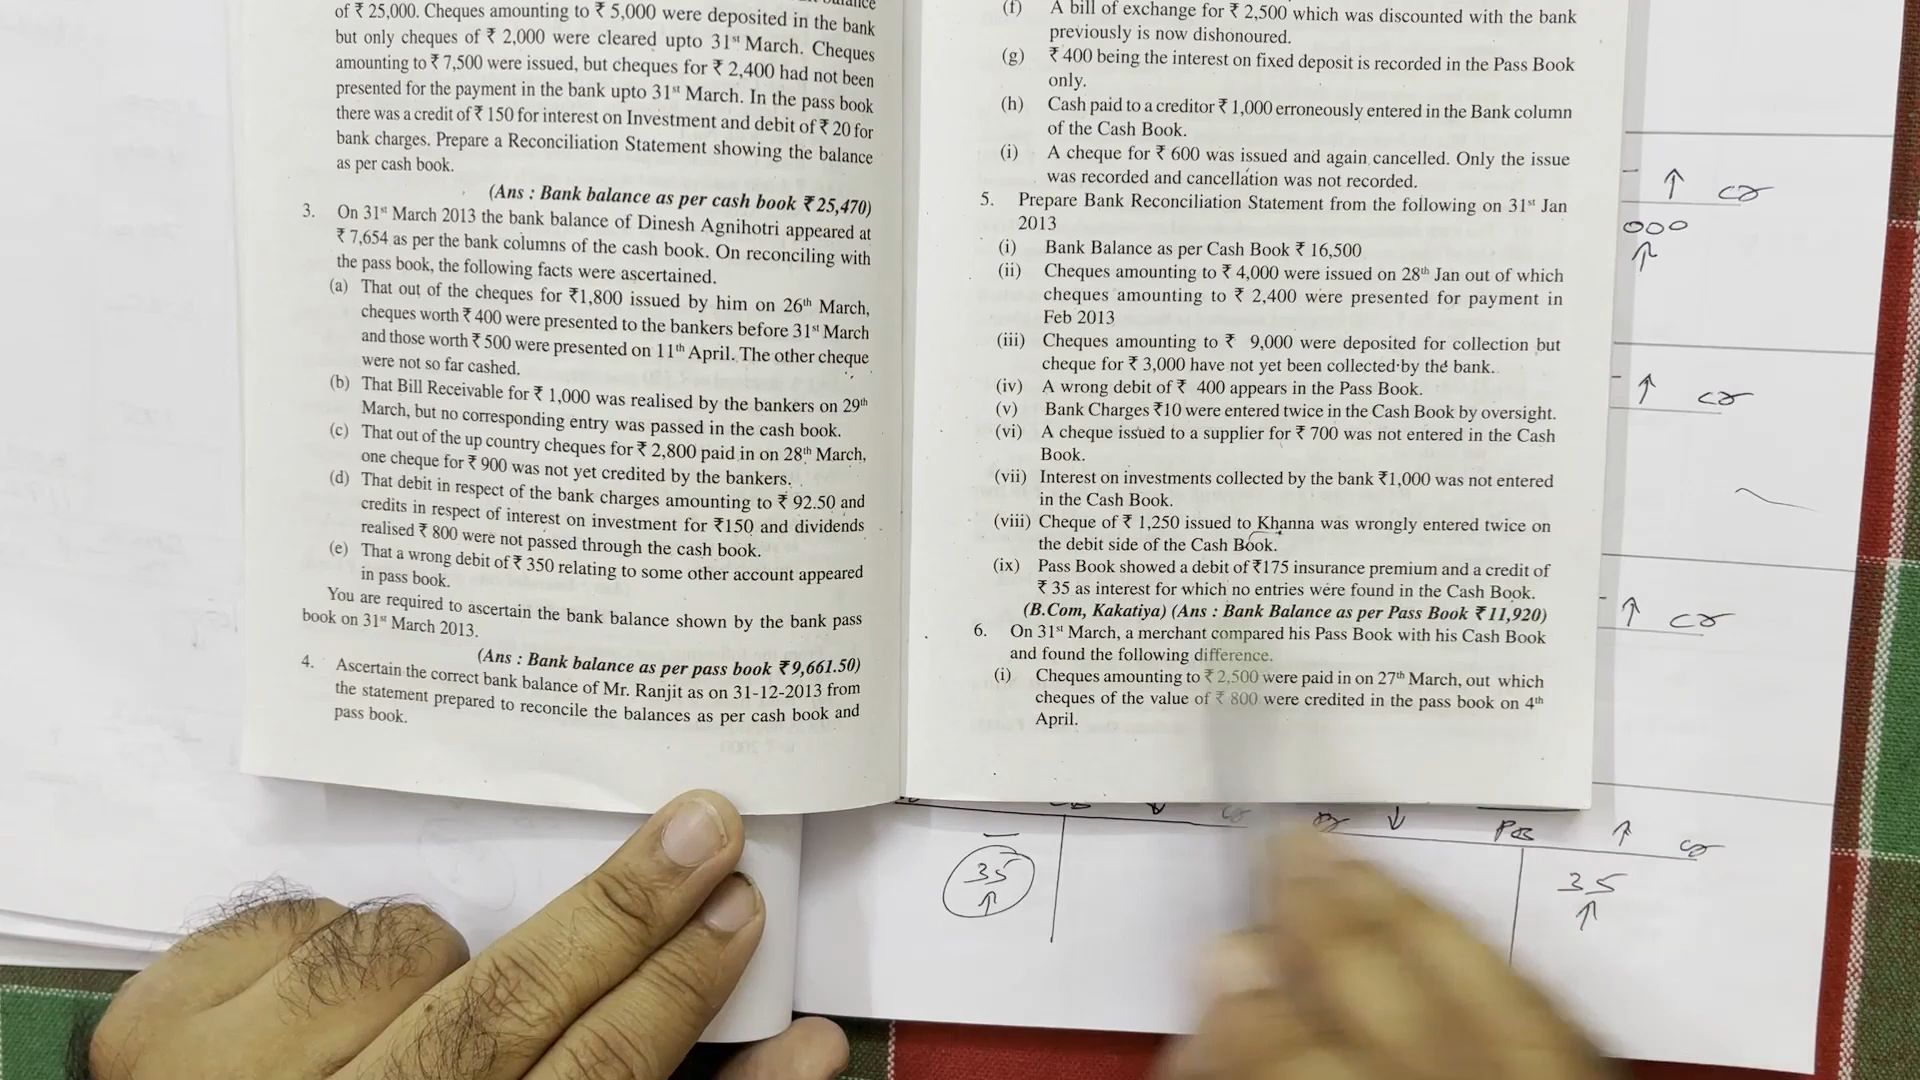 of ₹ 25,000. Cheques amounting to ₹ 5,000 were deposited in the bank
but only cheques of ₹ 2,000 were cleared upto 31st March. Cheques
amounting to ₹ 7,500 were issued, but cheques for ₹ 2,400 had not been
presented for the payment in the bank upto 31st March. In the pass book
there was a credit of ₹ 150 for interest on Investment and debit of ₹ 20 for
bank charges. Prepare a Reconciliation Statement showing the balance
as per cash book.
(Ans : Bank balance as per cash book ₹ 25,470)
3. On 31st March 2013 the bank balance of Dinesh Agnihotri appeared at
₹ 7,654 as per the bank columns of the cash book. On reconciling with
the pass book, the following facts were ascertained.
(a) That out of the cheques for ₹1,800 issued by him on 26th March,
cheques worth ₹ 400 were presented to the bankers before 31st March
and those worth ₹ 500 were presented on 11th April. The other cheque
were not so far cashed.
(b) That Bill Receivable for ₹ 1,000 was realised by the bankers on 29th
March, but no corresponding entry was passed in the cash book.
(c) That out of the up country cheques for ₹ 2,800 paid in on 28th March,
one cheque for ₹ 900 was not yet credited by the bankers.
(d) That debit in respect of the bank charges amounting to ₹ 92.50 and
credits in respect of interest on investment for ₹150 and dividends
realised ₹ 800 were not passed through the cash book.
(e) That a wrong debit of ₹ 350 relating to some other account appeared
in pass book.
You are required to ascertain the bank balance shown by the bank pass
book on 31st March 2013.
(Ans : Bank balance as per pass book ₹ 9,661.50)
4. Ascertain the correct bank balance of Mr. Ranjit as on 31-12-2013 from
the statement prepared to reconcile the balances as per cash book and
pass book.
(f) A bill of exchange for ₹ 2,500 which was discounted with the bank
previously is now dishonoured.
(g) ₹ 400 being the interest on fixed deposit is recorded in the Pass Book
only.
(h) Cash paid to a creditor ₹ 1,000 erroneously entered in the Bank column
of the Cash Book.
(i) A cheque for ₹ 600 was issued and again cancelled. Only the issue
was recorded and cancellation was not recorded.
5. Prepare Bank Reconciliation Statement from the following on 31st Jan
2013
(i) Bank Balance as per Cash Book ₹ 16,500
(ii) Cheques amounting to ₹ 4,000 were issued on 28th Jan out of which
cheques amounting to ₹ 2,400 were presented for payment in
Feb 2013
(iii) Cheques amounting to ₹ 9,000 were deposited for collection but
cheque for ₹ 3,000 have not yet been collected by the bank.
(iv) A wrong debit of ₹ 400 appears in the Pass Book.
(v) Bank Charges ₹10 were entered twice in the Cash Book by oversight.
(vi) A cheque issued to a supplier for ₹ 700 was not entered in the Cash
Book.
(vii) Interest on investments collected by the bank ₹1,000 was not entered
in the Cash Book.
(viii) Cheque of ₹ 1,250 issued to Khanna was wrongly entered twice on
the debit side of the Cash Book.
(ix) Pass Book showed a debit of ₹175 insurance premium and a credit of
₹ 35 as interest for which no entries were found in the Cash Book.
(B.Com, Kakatiya) (Ans : Bank Balance as per Pass Book ₹ 11,920)
6. On 31st March, a merchant compared his Pass Book with his Cash Book
and found the following difference.
(i) Cheques amounting to ₹ 2,500 were paid in on 27th March, out which
cheques of the value of ₹ 800 were credited in the pass book on 4th
April.
↑ cr
000
↑
↑ cr
↑ cr
Dr ↓ PB ↑ cr
35
↑
35
↑